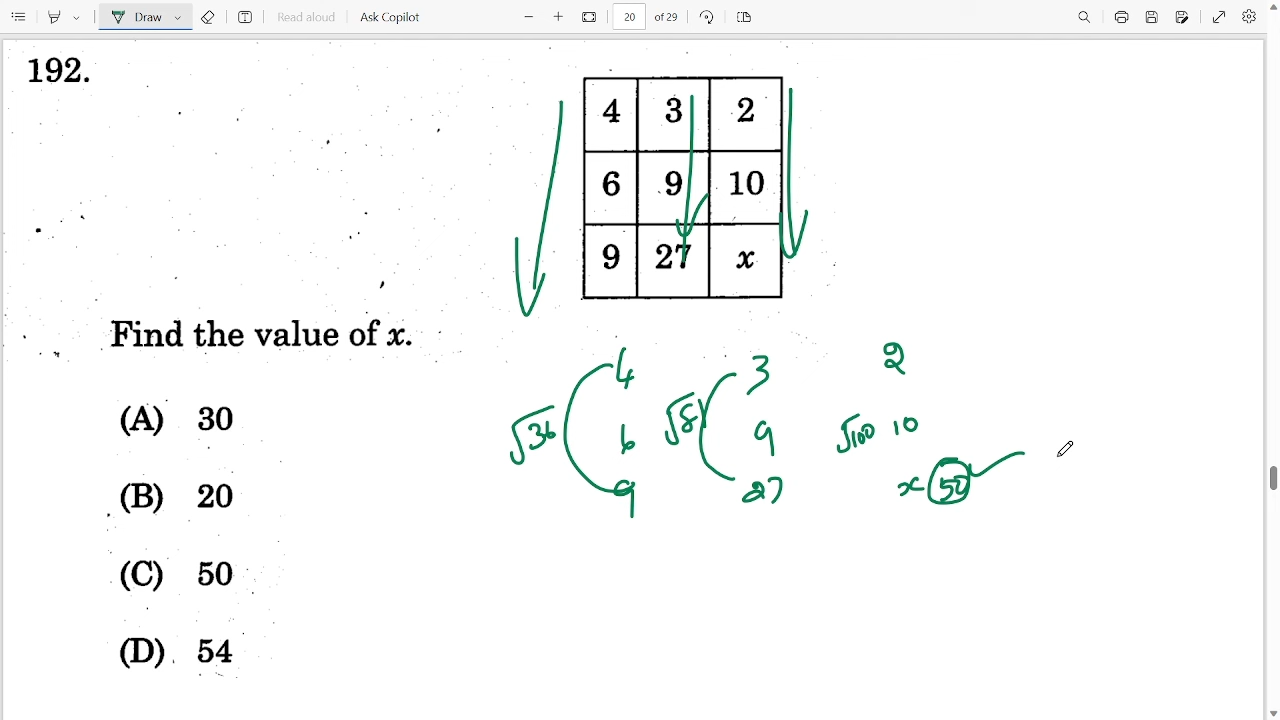 Draw
Read aloud
Ask Copilot
20
of 29
192.
4 3 2
6 9 10
9 27 x
Find the value of x.
(A) 30
(B) 20
(C) 50
(D) 54
4 3 2
√36 6 √81 9 √100 10
9 27 x 50